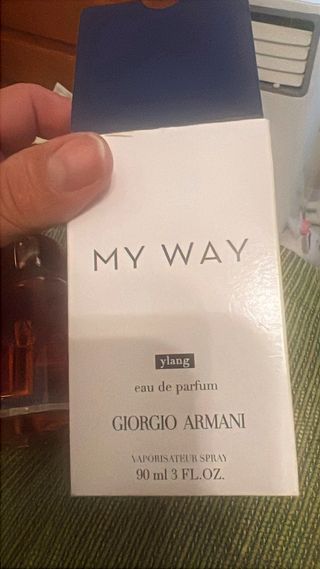 MY WAY
ylang
eau de parfum
GIORGIO ARMANI
VAPORISATEUR SPRAY
90 ml 3 FL.OZ.